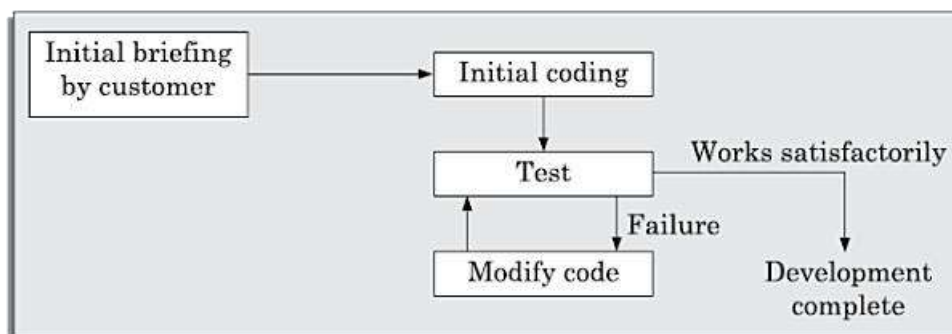 Initial briefing
by customer
Initial coding
Test
Works satisfactorily
Failure
Modify code
Development
complete